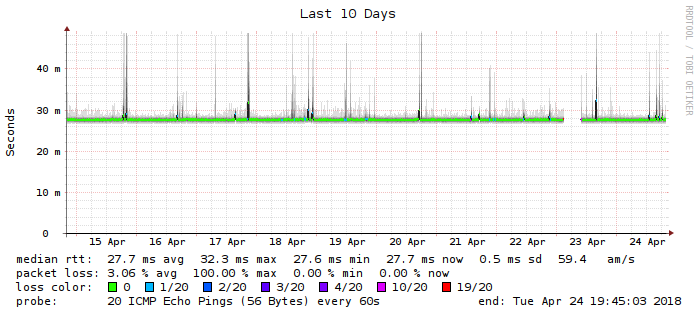 Last 10 Days
RRDTOOL / TOBI OETIKER
Seconds
40 m
30 m
20 m
10 m
0
15 Apr 16 Apr 17 Apr 18 Apr 19 Apr 20 Apr 21 Apr 22 Apr 23 Apr 24 Apr
median rtt: 27.7 ms avg 32.3 ms max 27.6 ms min 27.7 ms now 0.5 ms sd 59.4 am/s
packet loss: 3.06 % avg 100.00 % max 0.00 % min 0.00 % now
loss color: 0 1/20 2/20 3/20 4/20 10/20 19/20
probe: 20 ICMP Echo Pings (56 Bytes) every 60s end: Tue Apr 24 19:45:03 2018